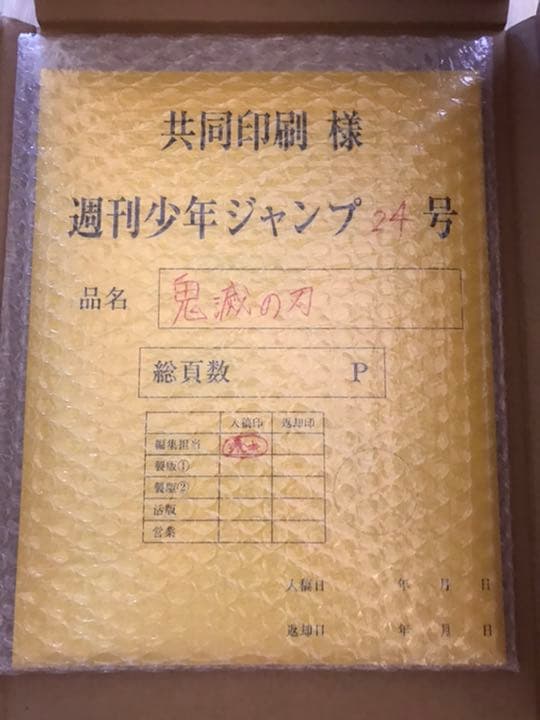 共同印刷 様
週刊少年ジャンプ 24 号
品名 鬼滅の刃
総頁数 P
入稿印 返却印
編集担当
製版①
製版②
活版
営業
入稿日 年 月 日
返却日 年 月 日